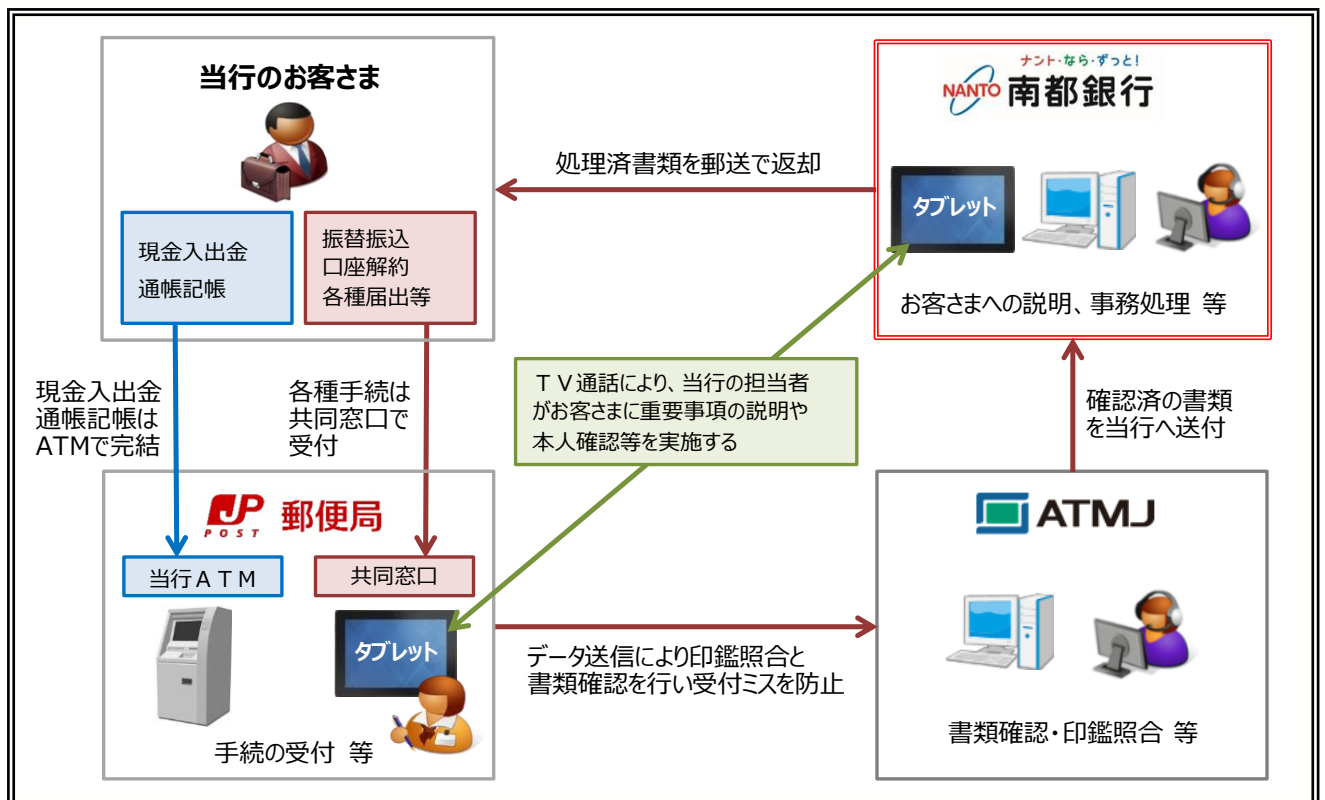 当行のお客さま
現金入出金
通帳記帳
振替振込
口座解約
各種届出等
処理済書類を郵送で返却
ナント・なら・ずっと!
NANTO 南都銀行
タブレット
お客さまへの説明、事務処理 等
現金入出金
通帳記帳は
ATMで完結
各種手続は
共同窓口で
受付
TV通話により、当行の担当者
がお客さまに重要事項の説明や
本人確認等を実施する
確認済の書類
を当行へ送付
JP 郵便局
POST
当行ATM
共同窓口
タブレット
手続の受付 等
データ送信により印鑑照合と
書類確認を行い受付ミスを防止
ATMJ
書類確認・印鑑照合 等